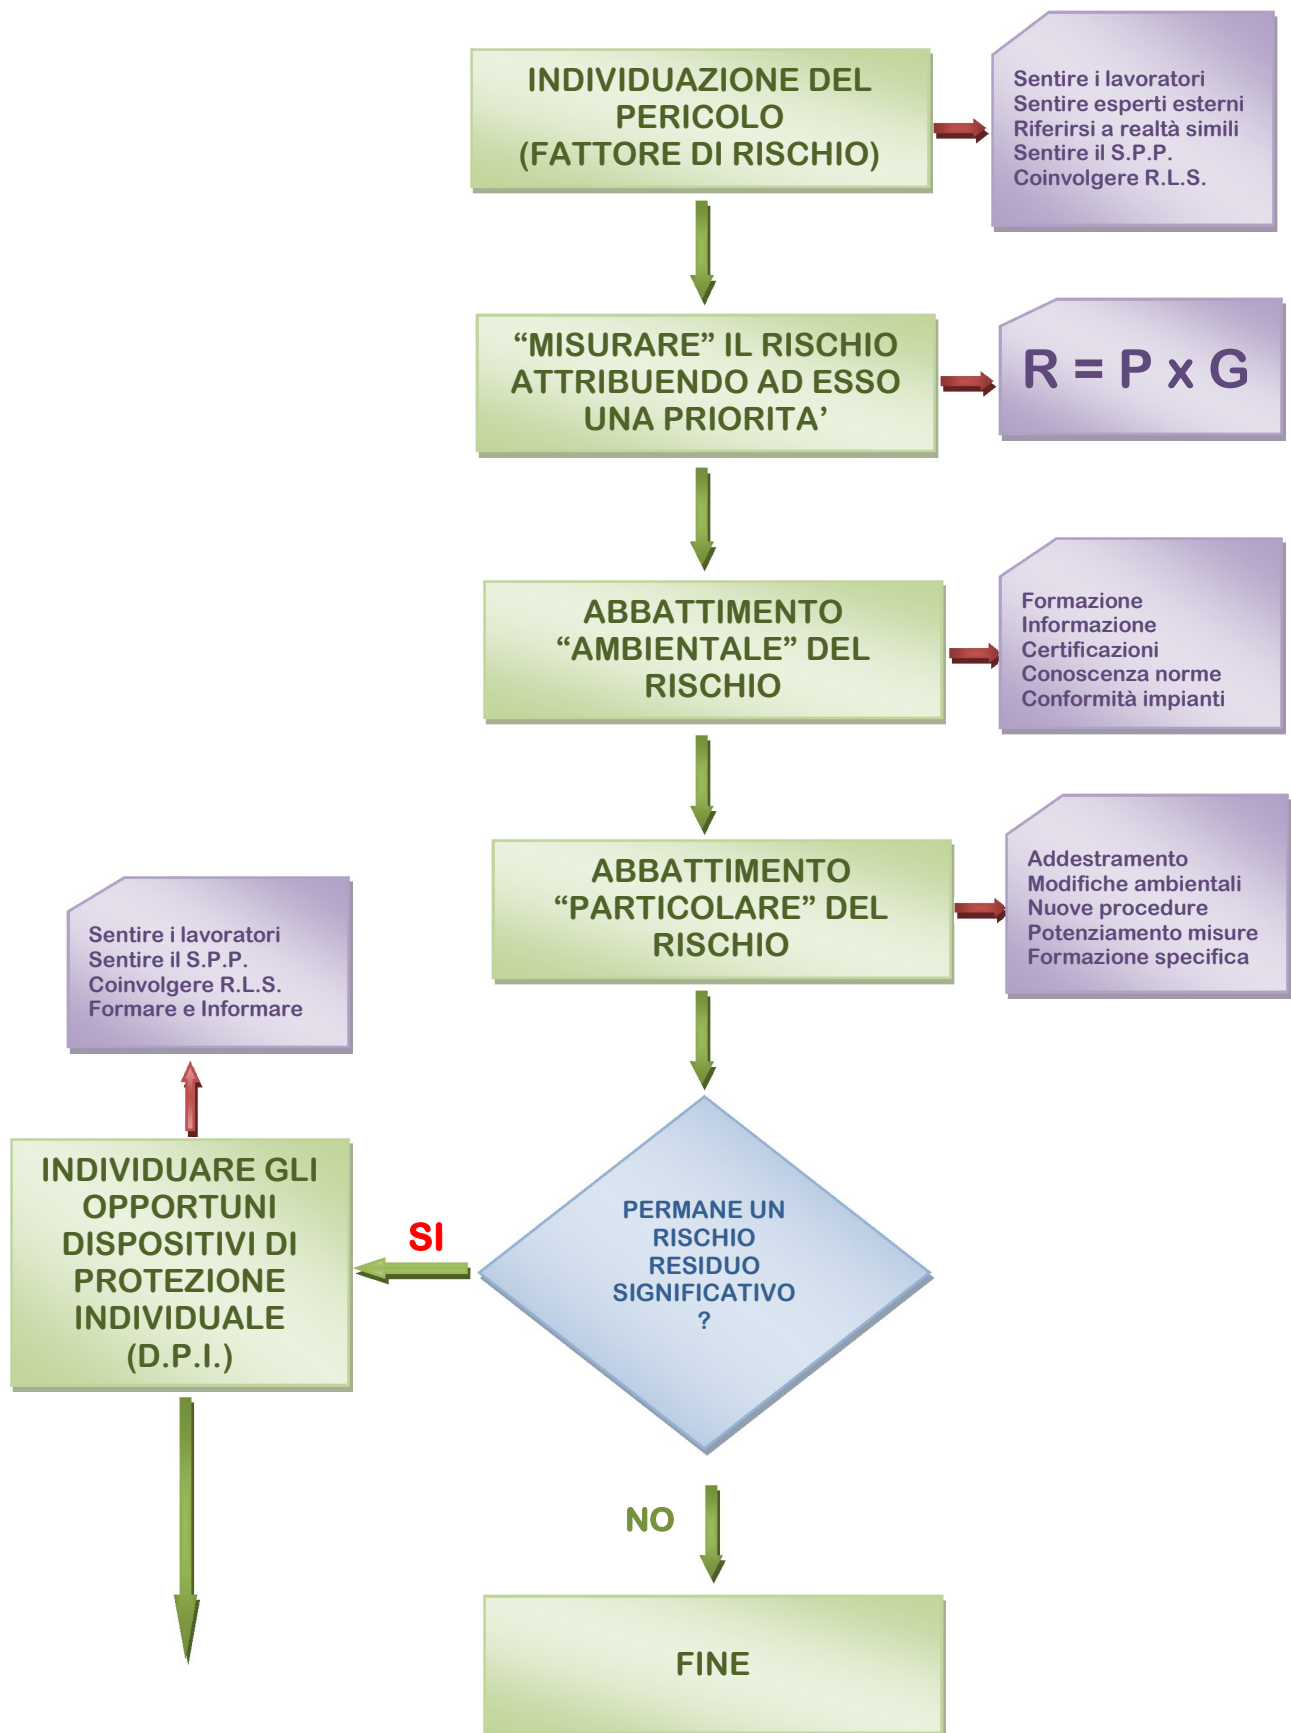 INDIVIDUAZIONE DEL
PERICOLO
(FATTORE DI RISCHIO)
Sentire i lavoratori
Sentire esperti esterni
Riferirsi a realtà simili
Sentire il S.P.P.
Coinvolgere R.L.S.
“MISURARE” IL RISCHIO
ATTRIBUENDO AD ESSO
UNA PRIORITA’
R = P x G
ABBATTIMENTO
“AMBIENTALE” DEL
RISCHIO
Formazione
Informazione
Certificazioni
Conoscenza norme
Conformità impianti
ABBATTIMENTO
“PARTICOLARE” DEL
RISCHIO
Addestramento
Modifiche ambientali
Nuove procedure
Potenziamento misure
Formazione specifica
Sentire i lavoratori
Sentire il S.P.P.
Coinvolgere R.L.S.
Formare e Informare
INDIVIDUARE GLI
OPPORTUNI
DISPOSITIVI DI
PROTEZIONE
INDIVIDUALE
(D.P.I.)
SI
PERMANE UN
RISCHIO
RESIDUO
SIGNIFICATIVO
?
NO
FINE